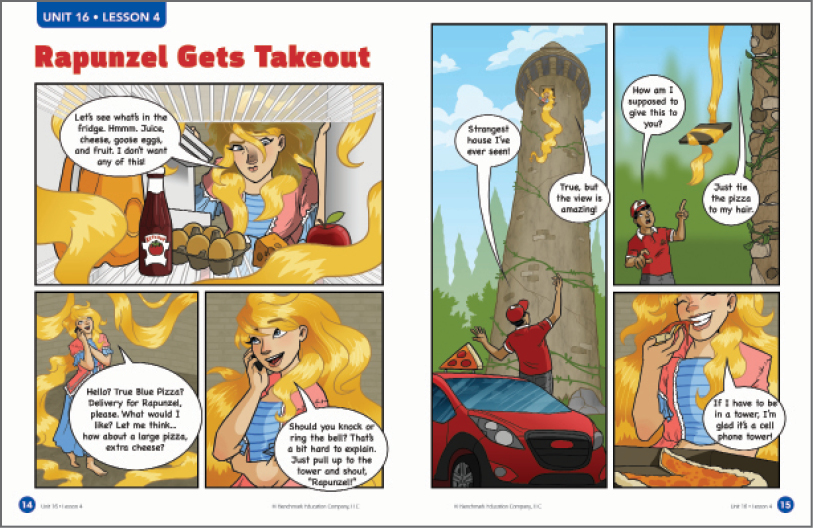 UNIT 16 • LESSON 4
Rapunzel Gets Takeout
Let's see what's in the
fridge. Hmmm. Juice,
cheese, goose eggs,
and fruit. I don't want
any of this!
Hello? True Blue Pizza?
Delivery for Rapunzel,
please. What would I
like? Let me think...
how about a large pizza,
extra cheese?
Should you knock or
ring the bell? That's
a bit hard to explain.
Just pull up to the
tower and shout,
"Rapunzel!"
14 Unit 16 • Lesson 4
© Benchmark Education Company, LLC
Strangest
house I've
ever seen!
True, but
the view is
amazing!
How am I
supposed to
give this to
you?
Just tie
the pizza
to my hair.
If I have to be
in a tower, I'm
glad it's a cell
phone tower!
© Benchmark Education Company, LLC
Unit 16 • Lesson 4 15